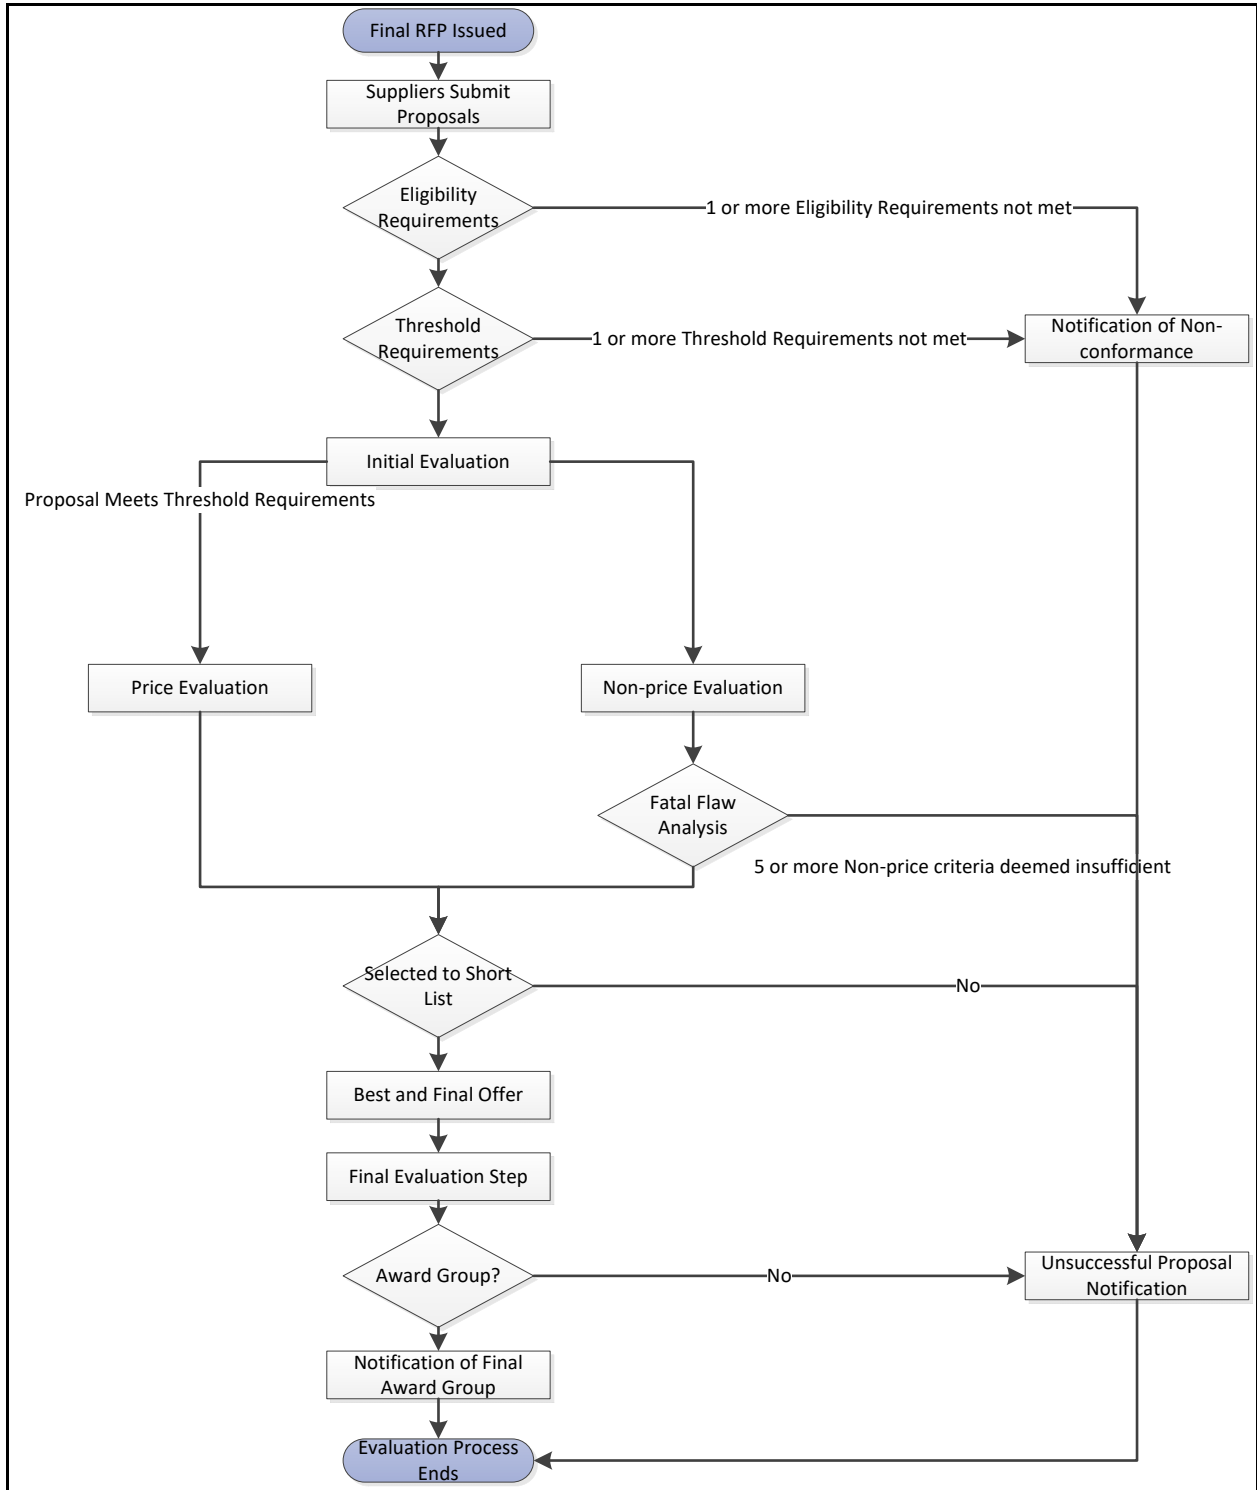 Final RFP Issued
Suppliers Submit
Proposals
Eligibility
Requirements
1 or more Eligibility Requirements not met
Threshold
Requirements
1 or more Threshold Requirements not met
Notification of Non-
conformance
Initial Evaluation
Proposal Meets Threshold Requirements
Price Evaluation
Non-price Evaluation
Fatal Flaw
Analysis
5 or more Non-price criteria deemed insufficient
Selected to Short
List
No
Best and Final Offer
Final Evaluation Step
Award Group?
No
Unsuccessful Proposal
Notification
Notification of Final
Award Group
Evaluation Process
Ends